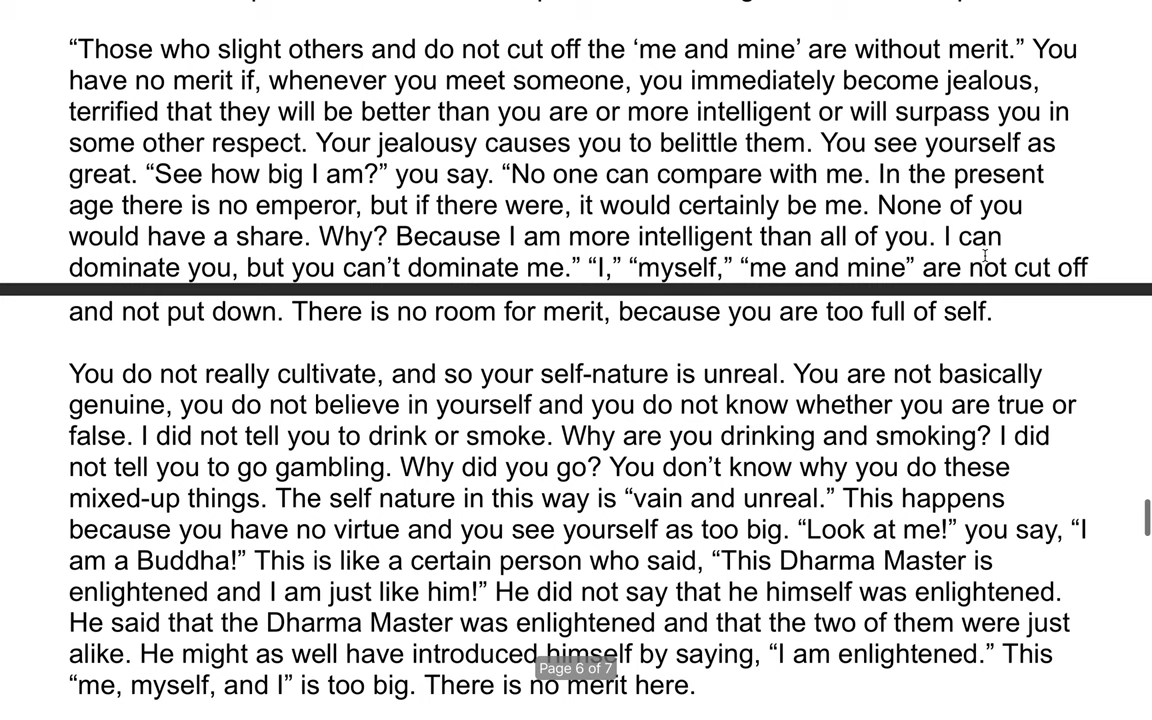 “Those who slight others and do not cut off the ‘me and mine’ are without merit.” You
have no merit if, whenever you meet someone, you immediately become jealous,
terrified that they will be better than you are or more intelligent or will surpass you in
some other respect. Your jealousy causes you to belittle them. You see yourself as
great. “See how big I am?” you say. “No one can compare with me. In the present
age there is no emperor, but if there were, it would certainly be me. None of you
would have a share. Why? Because I am more intelligent than all of you. I can
dominate you, but you can’t dominate me.” “I,” “myself,” “me and mine” are not cut off
and not put down. There is no room for merit, because you are too full of self.
You do not really cultivate, and so your self-nature is unreal. You are not basically
genuine, you do not believe in yourself and you do not know whether you are true or
false. I did not tell you to drink or smoke. Why are you drinking and smoking? I did
not tell you to go gambling. Why did you go? You don’t know why you do these
mixed-up things. The self nature in this way is “vain and unreal.” This happens
because you have no virtue and you see yourself as too big. “Look at me!” you say, “I
am a Buddha!” This is like a certain person who said, “This Dharma Master is
enlightened and I am just like him!” He did not say that he himself was enlightened.
He said that the Dharma Master was enlightened and that the two of them were just
alike. He might as well have introduced himself by saying, “I am enlightened.” This
Page 6 of 7
“me, myself, and I” is too big. There is no merit here.